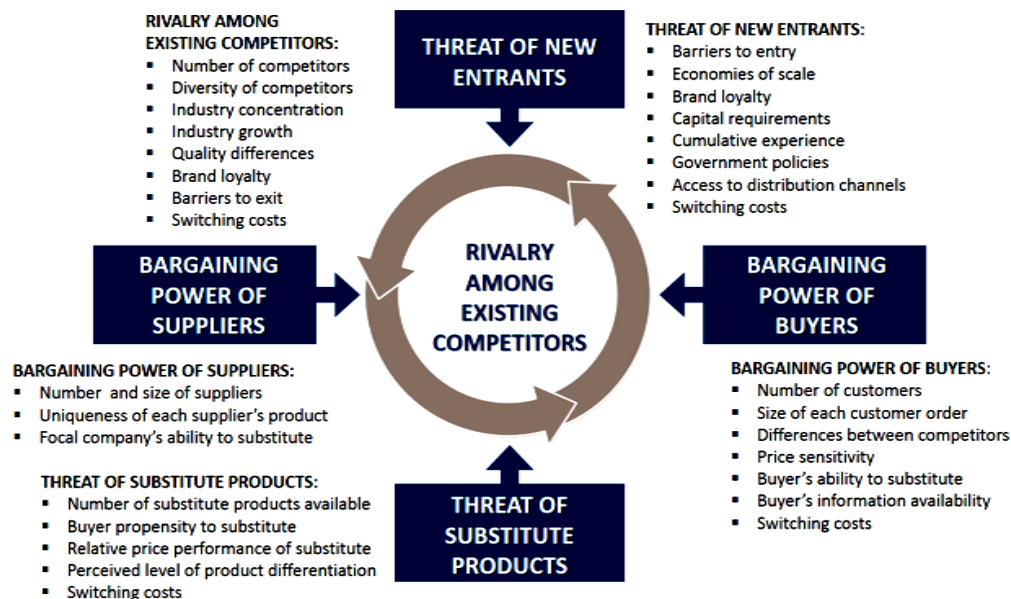 RIVALRY AMONG
EXISTING COMPETITORS:
▪ Number of competitors
▪ Diversity of competitors
▪ Industry concentration
▪ Industry growth
▪ Quality differences
▪ Brand loyalty
▪ Barriers to exit
▪ Switching costs
THREAT OF NEW
ENTRANTS
THREAT OF NEW ENTRANTS:
▪ Barriers to entry
▪ Economies of scale
▪ Brand loyalty
▪ Capital requirements
▪ Cumulative experience
▪ Government policies
▪ Access to distribution channels
▪ Switching costs
BARGAINING
POWER OF
SUPPLIERS
RIVALRY
AMONG
EXISTING
COMPETITORS
BARGAINING
POWER OF
BUYERS
BARGAINING POWER OF SUPPLIERS:
▪ Number and size of suppliers
▪ Uniqueness of each supplier's product
▪ Focal company's ability to substitute
BARGAINING POWER OF BUYERS:
▪ Number of customers
▪ Size of each customer order
▪ Differences between competitors
▪ Price sensitivity
▪ Buyer's ability to substitute
▪ Buyer's information availability
▪ Switching costs
THREAT OF SUBSTITUTE PRODUCTS:
▪ Number of substitute products available
▪ Buyer propensity to substitute
▪ Relative price performance of substitute
▪ Perceived level of product differentiation
▪ Switching costs
THREAT OF
SUBSTITUTE
PRODUCTS